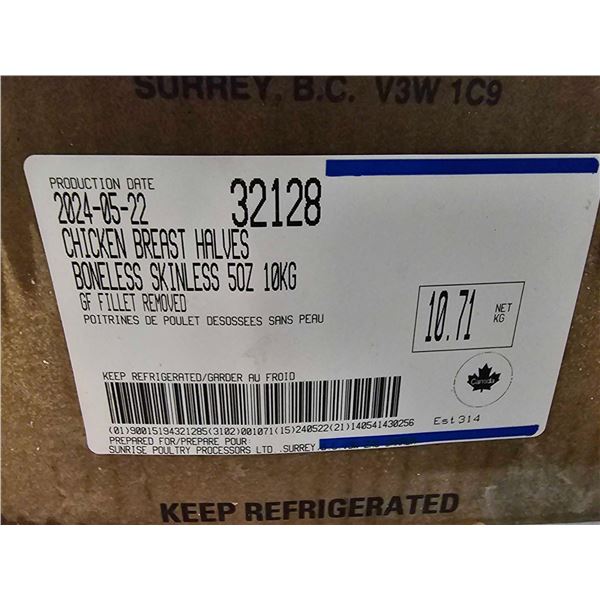 SURREY, B.C. V3W 1C9
PRODUCTION DATE
2024-05-22 32128
CHICKEN BREAST HALVES
BONELESS SKINLESS 5OZ 10KG
GF FILLET REMOVED
POITRINES DE POULET DESOSSEES SANS PEAU
10.71 NET KG
Canada
KEEP REFRIGERATED/GARDER AU FROID
Est 314
(01)90015194321285(3102)001071(15)240522(21)140541430256
PREPARED FOR/PREPARE POUR:
SUNRISE POULTRY PROCESSORS LTD .SURREY,
KEEP REFRIGERATED